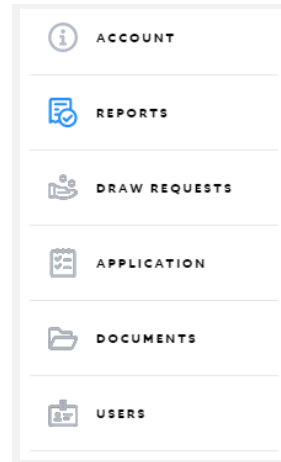 ACCOUNT
REPORTS
DRAW REQUESTS
APPLICATION
DOCUMENTS
USERS